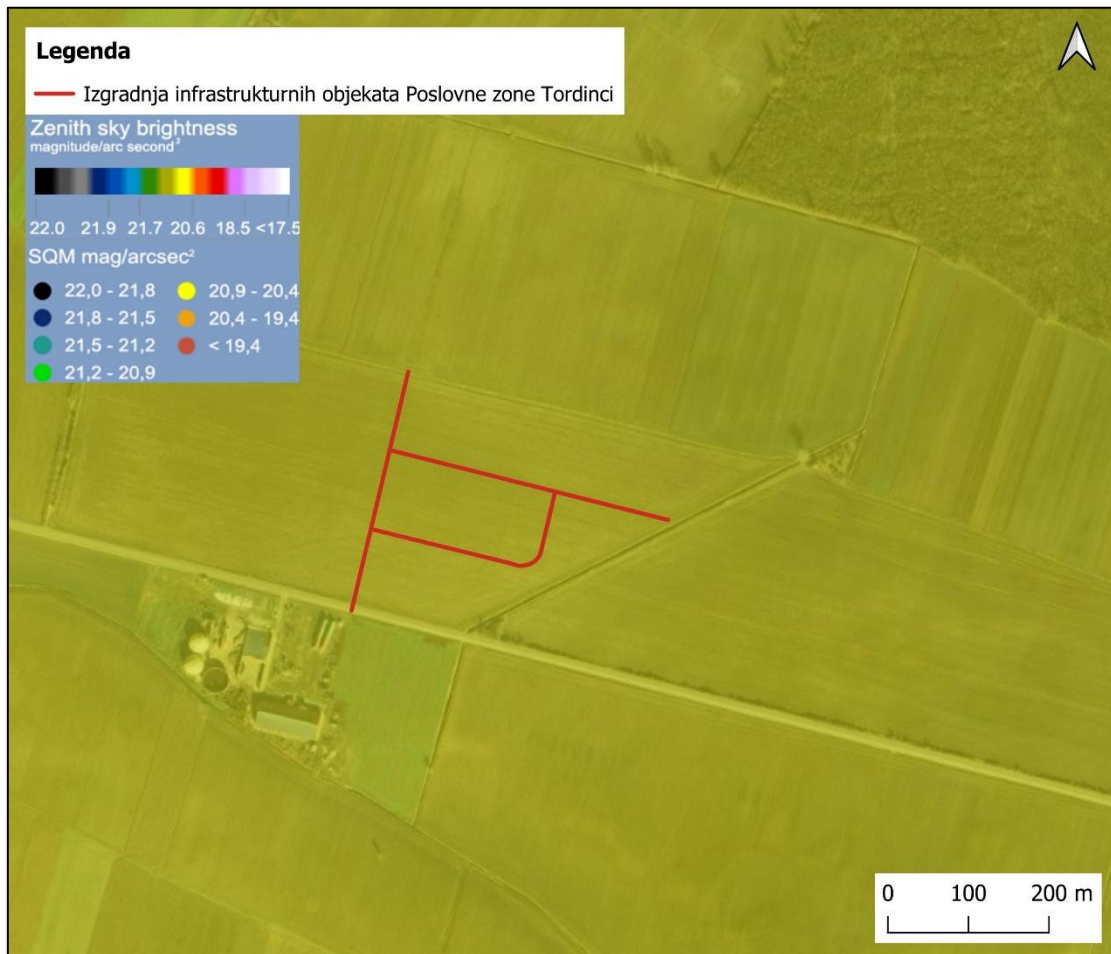 Legenda
Izgradnja infrastrukturnih objekata Poslovne zone Tordinci
Zenith sky brightness
magnitude/arc second²
22.0 21.9 21.7 20.6 18.5 <17.5
SQM mag/arcsec²
22,0 - 21,8 20,9 - 20,4
21,8 - 21,5 20,4 - 19,4
21,5 - 21,2 < 19,4
21,2 - 20,9
0 100 200 m